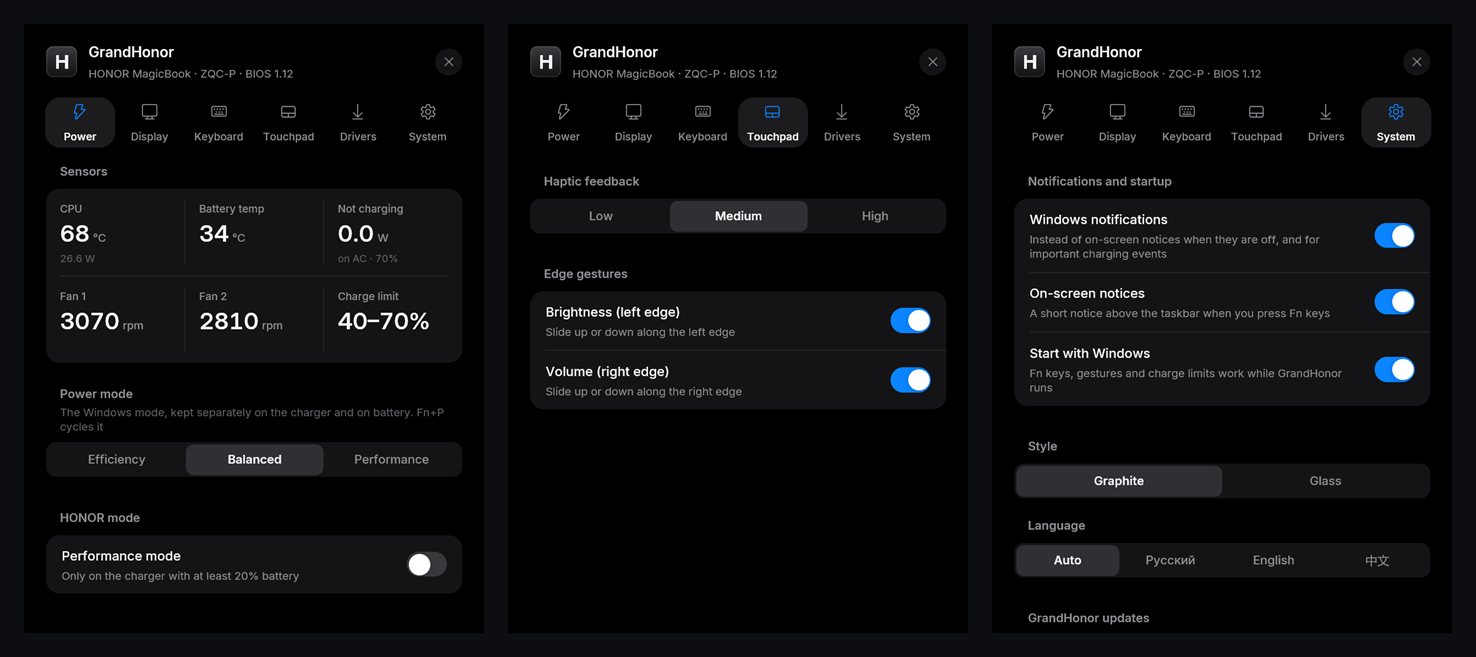 H
GrandHonor
HONOR MagicBook · ZQC-P · BIOS 1.12
Power
Display
Keyboard
Touchpad
Drivers
System
Sensors
CPU
68 °C
26.6 W
Battery temp
34 °C
Not charging
0.0 W
on AC · 70%
Fan 1
3070 rpm
Fan 2
2810 rpm
Charge limit
40–70%
Power mode
The Windows mode, kept separately on the charger and on battery. Fn+P
cycles it
Efficiency
Balanced
Performance
HONOR mode
Performance mode
Only on the charger with at least 20% battery
H
GrandHonor
HONOR MagicBook · ZQC-P · BIOS 1.12
Power
Display
Keyboard
Touchpad
Drivers
System
Haptic feedback
Low
Medium
High
Edge gestures
Brightness (left edge)
Slide up or down along the left edge
Volume (right edge)
Slide up or down along the right edge
H
GrandHonor
HONOR MagicBook · ZQC-P · BIOS 1.12
Power
Display
Keyboard
Touchpad
Drivers
System
Notifications and startup
Windows notifications
Instead of on-screen notices when they are off, and for
important charging events
On-screen notices
A short notice above the taskbar when you press Fn keys
Start with Windows
Fn keys, gestures and charge limits work while GrandHonor
runs
Style
Graphite
Glass
Language
Auto
Русский
English
中文
GrandHonor updates